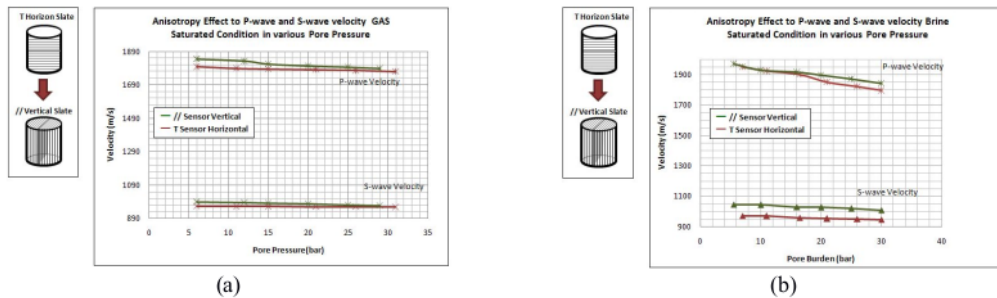 T Horizon Slate
// Vertical Slate
Anisotropy Effect to P-wave and S-wave velocity GAS
Saturated Condition in various Pore Pressure
Velocity (m/s)
1890
1690
1490
1290
1090
890
P-wave Velocity
// Sensor Vertical
T Sensor Horizontal
S-wave Velocity
0
5
10
15
20
25
30
35
Pore Pressure (bar)
(a)
T Horizon Slate
// Vertical Slate
Anisotropy Effect to P-wave and S-wave velocity Brine
Saturated Condition in various Pore Pressure
Velocity (m/s)
1900
1700
1500
1300
1100
900
P-wave Velocity
// Sensor Vertical
T Sensor Horizontal
S-wave Velocity
0
10
20
30
40
Pore Burden (bar)
(b)